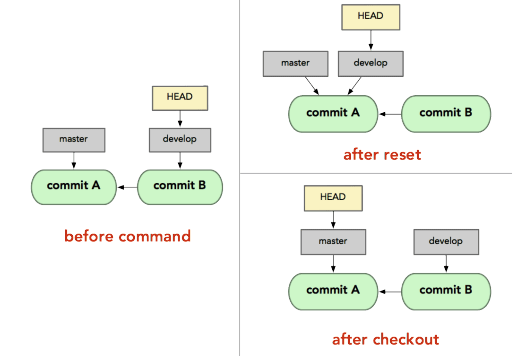 HEAD
master
develop
commit A
commit B
before command
HEAD
master
develop
commit A
commit B
after reset
HEAD
master
develop
commit A
commit B
after checkout